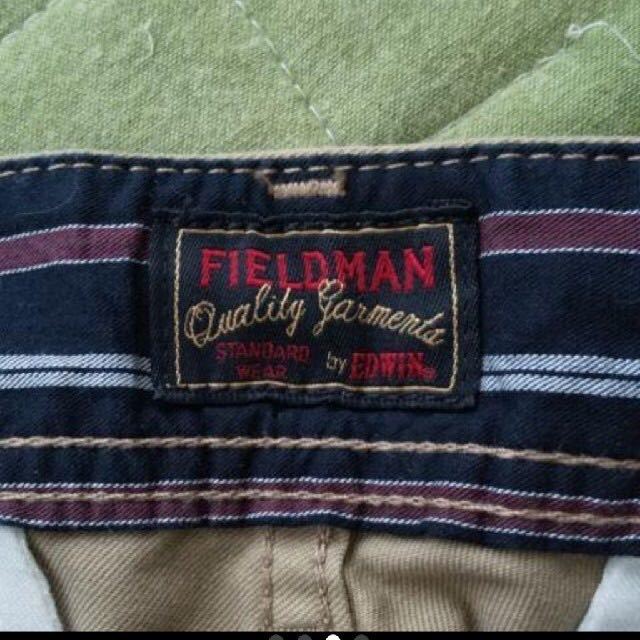 FIELDMAN
Quality Garments
STANDARD WEAR by EDWIN®